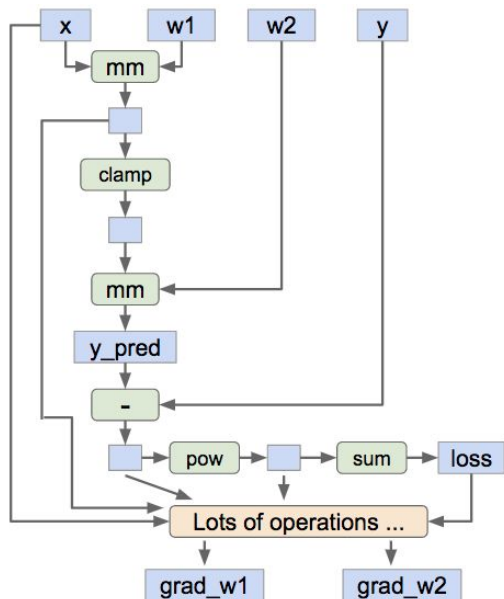 x w1 w2 y
mm
clamp
mm
y_pred
-
pow sum loss
Lots of operations ...
grad_w1 grad_w2